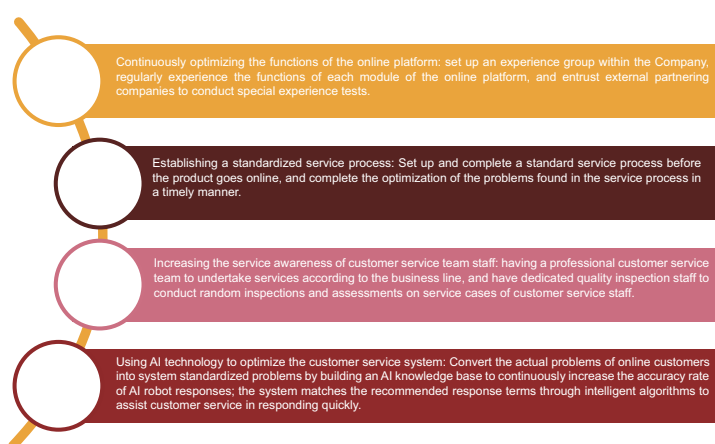 Continuously optimizing the functions of the online platform: set up an experience group within the Company,
regularly experience the functions of each module of the online platform, and entrust external partnering
companies to conduct special experience tests.
Establishing a standardized service process: Set up and complete a standard service process before
the product goes online, and complete the optimization of the problems found in the service process in
a timely manner.
Increasing the service awareness of customer service team staff: having a professional customer service
team to undertake services according to the business line, and have dedicated quality inspection staff to
conduct random inspections and assessments on service cases of customer service staff.
Using AI technology to optimize the customer service system: Convert the actual problems of online customers
into system standardized problems by building an AI knowledge base to continuously increase the accuracy rate
of AI robot responses; the system matches the recommended response terms through intelligent algorithms to
assist customer service in responding quickly.